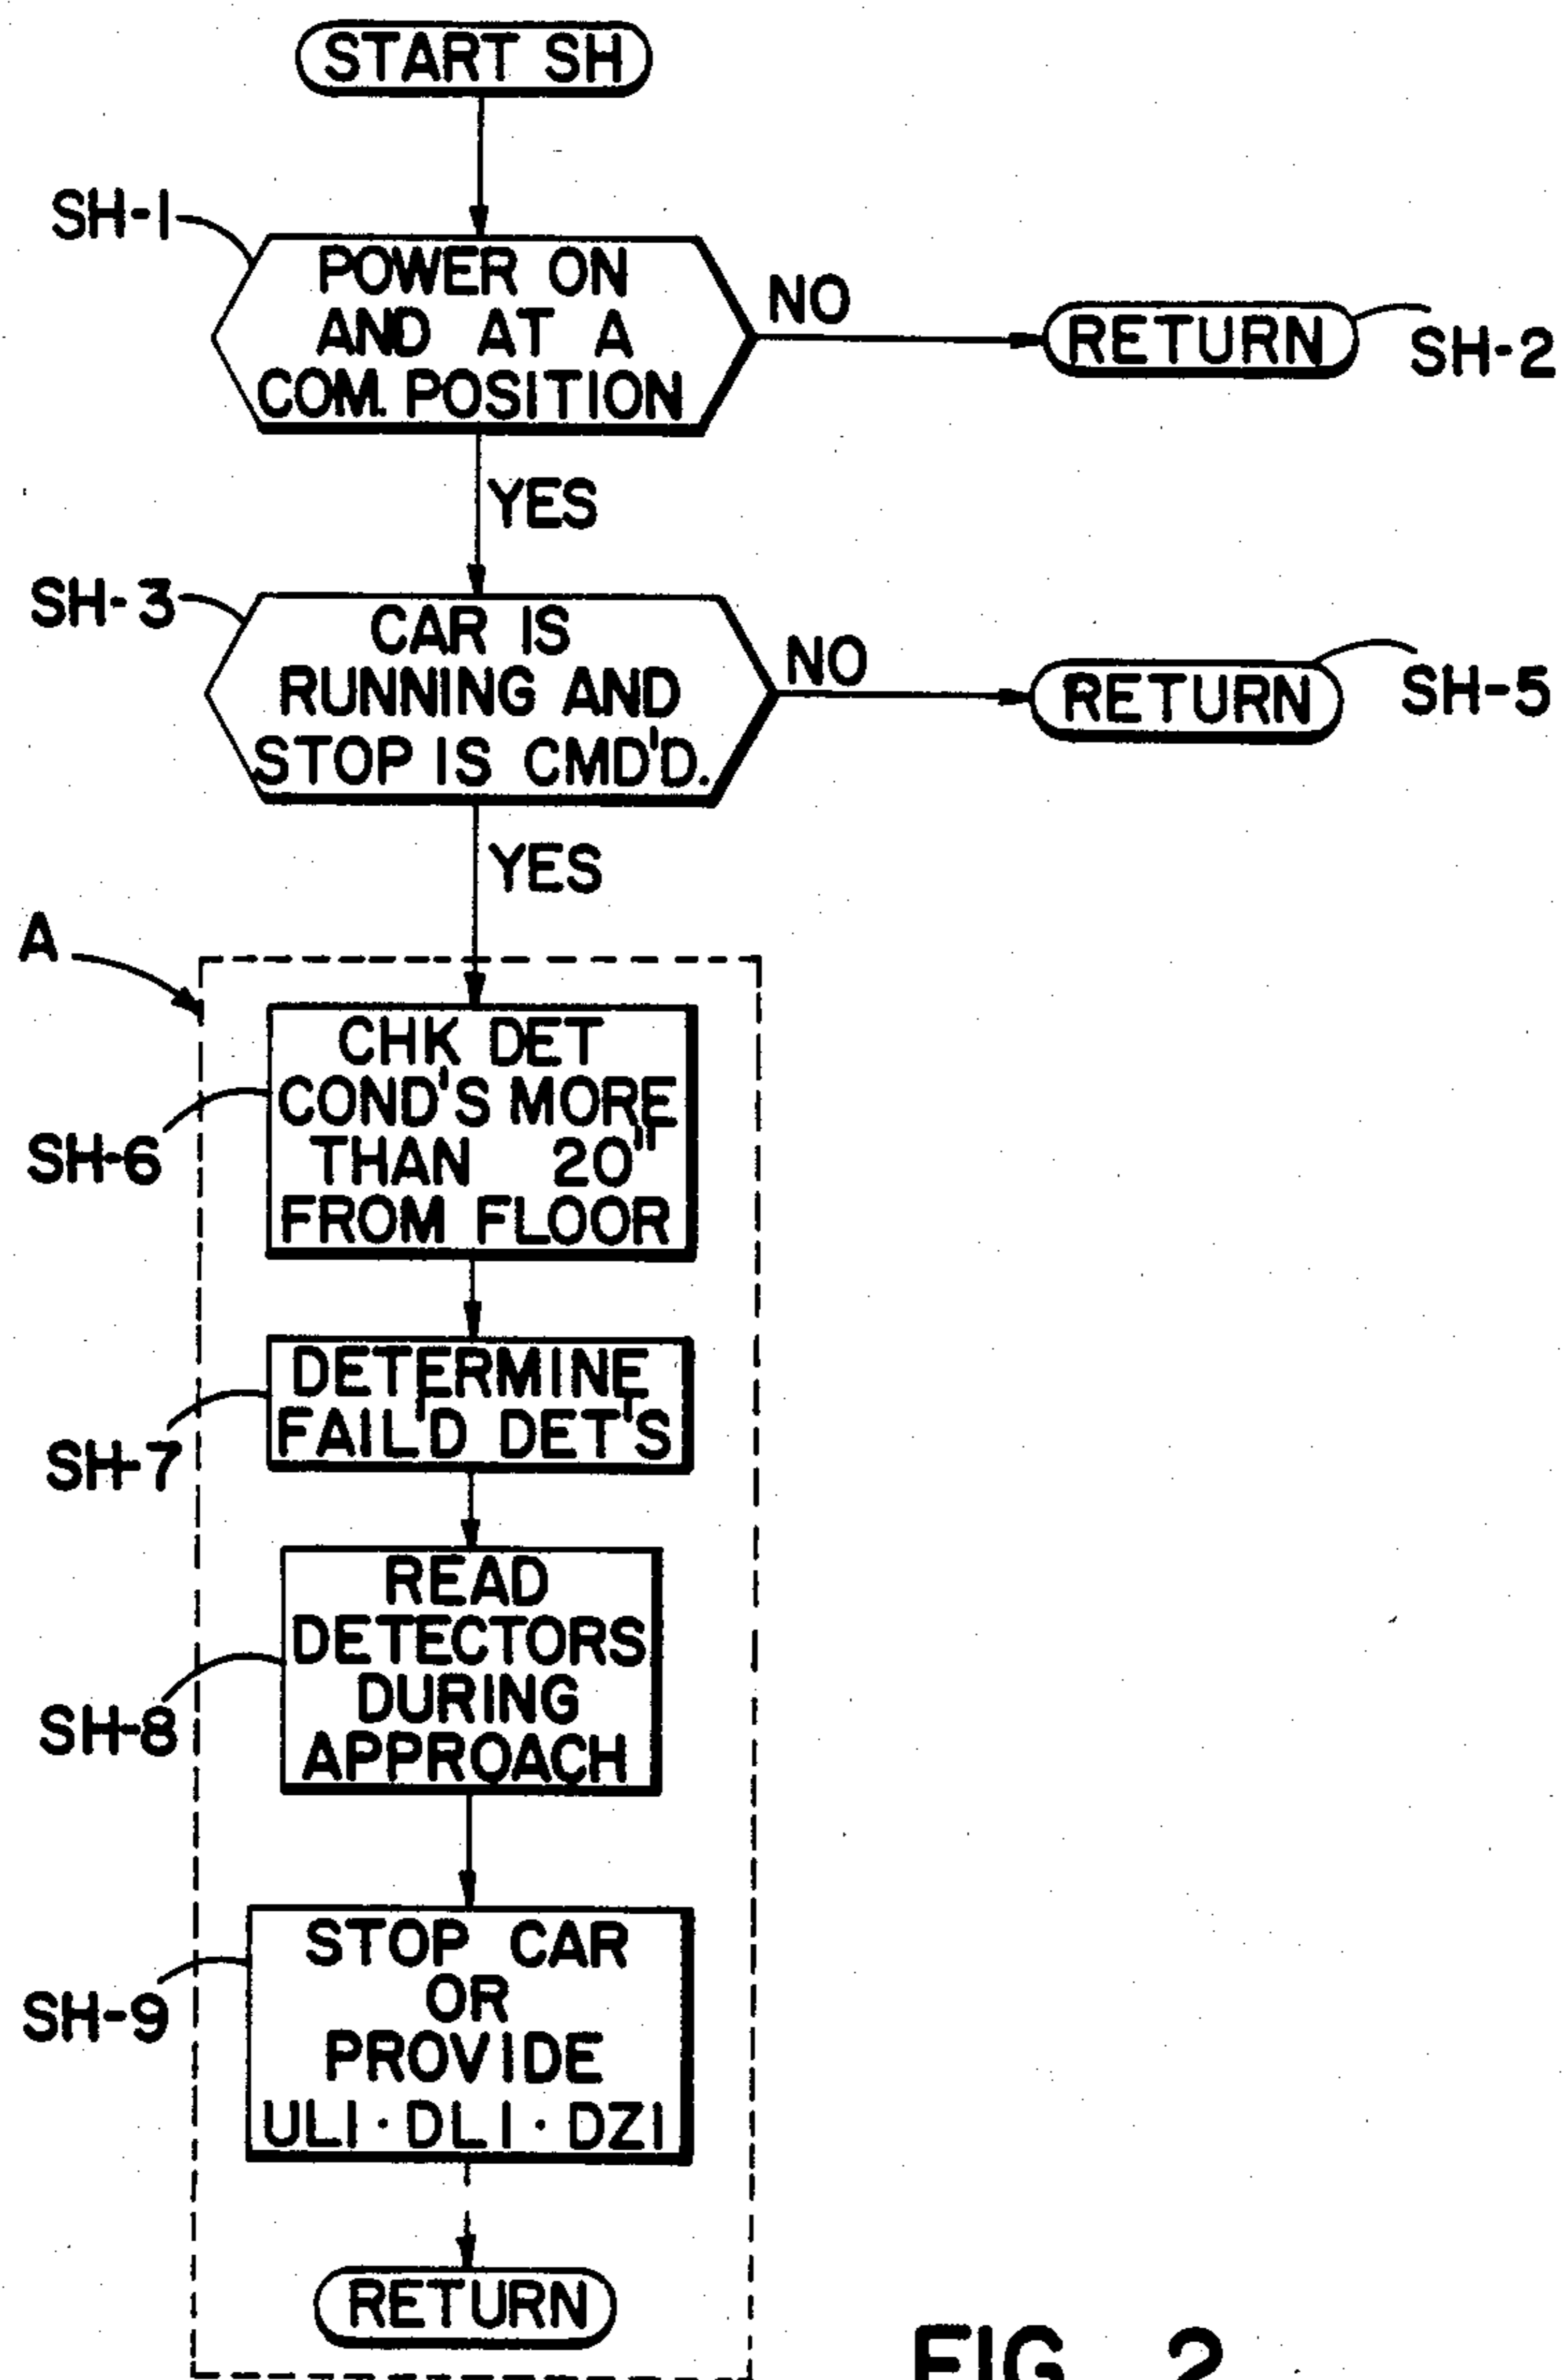 START SH
SH-1
POWER ON
AND AT A
COM. POSITION
NO
RETURN
SH-2
YES
SH-3
CAR IS
RUNNING AND
STOP IS CMD'D.
NO
RETURN
SH-5
YES
A
CHK DET
COND'S MORE
THAN 20"
FROM FLOOR
SH-6
DETERMINE
FAIL'D DET'S
SH-7
READ
DETECTORS
DURING
APPROACH
SH-8
STOP CAR
OR
PROVIDE
UL1·DL1·DZ1
SH-9
RETURN
FIG. 2